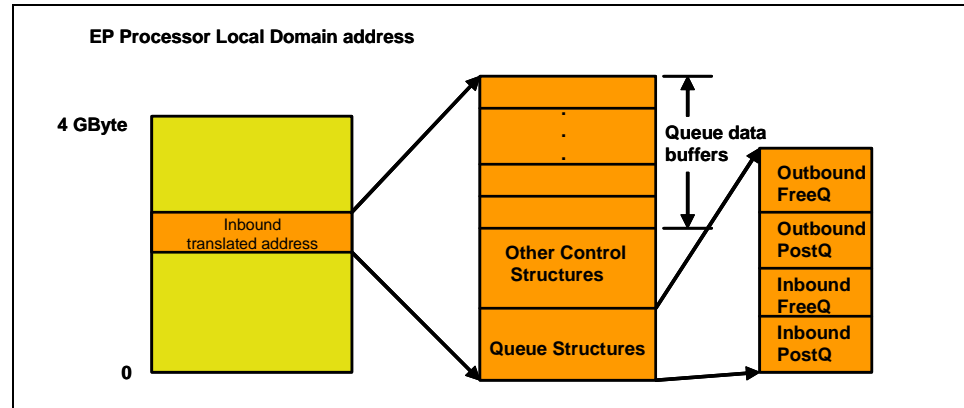 EP Processor Local Domain address
4 GByte
Inbound
translated address
0
.
.
.
Queue data
buffers
Other Control
Structures
Queue Structures
Outbound
FreeQ
Outbound
PostQ
Inbound
FreeQ
Inbound
PostQ